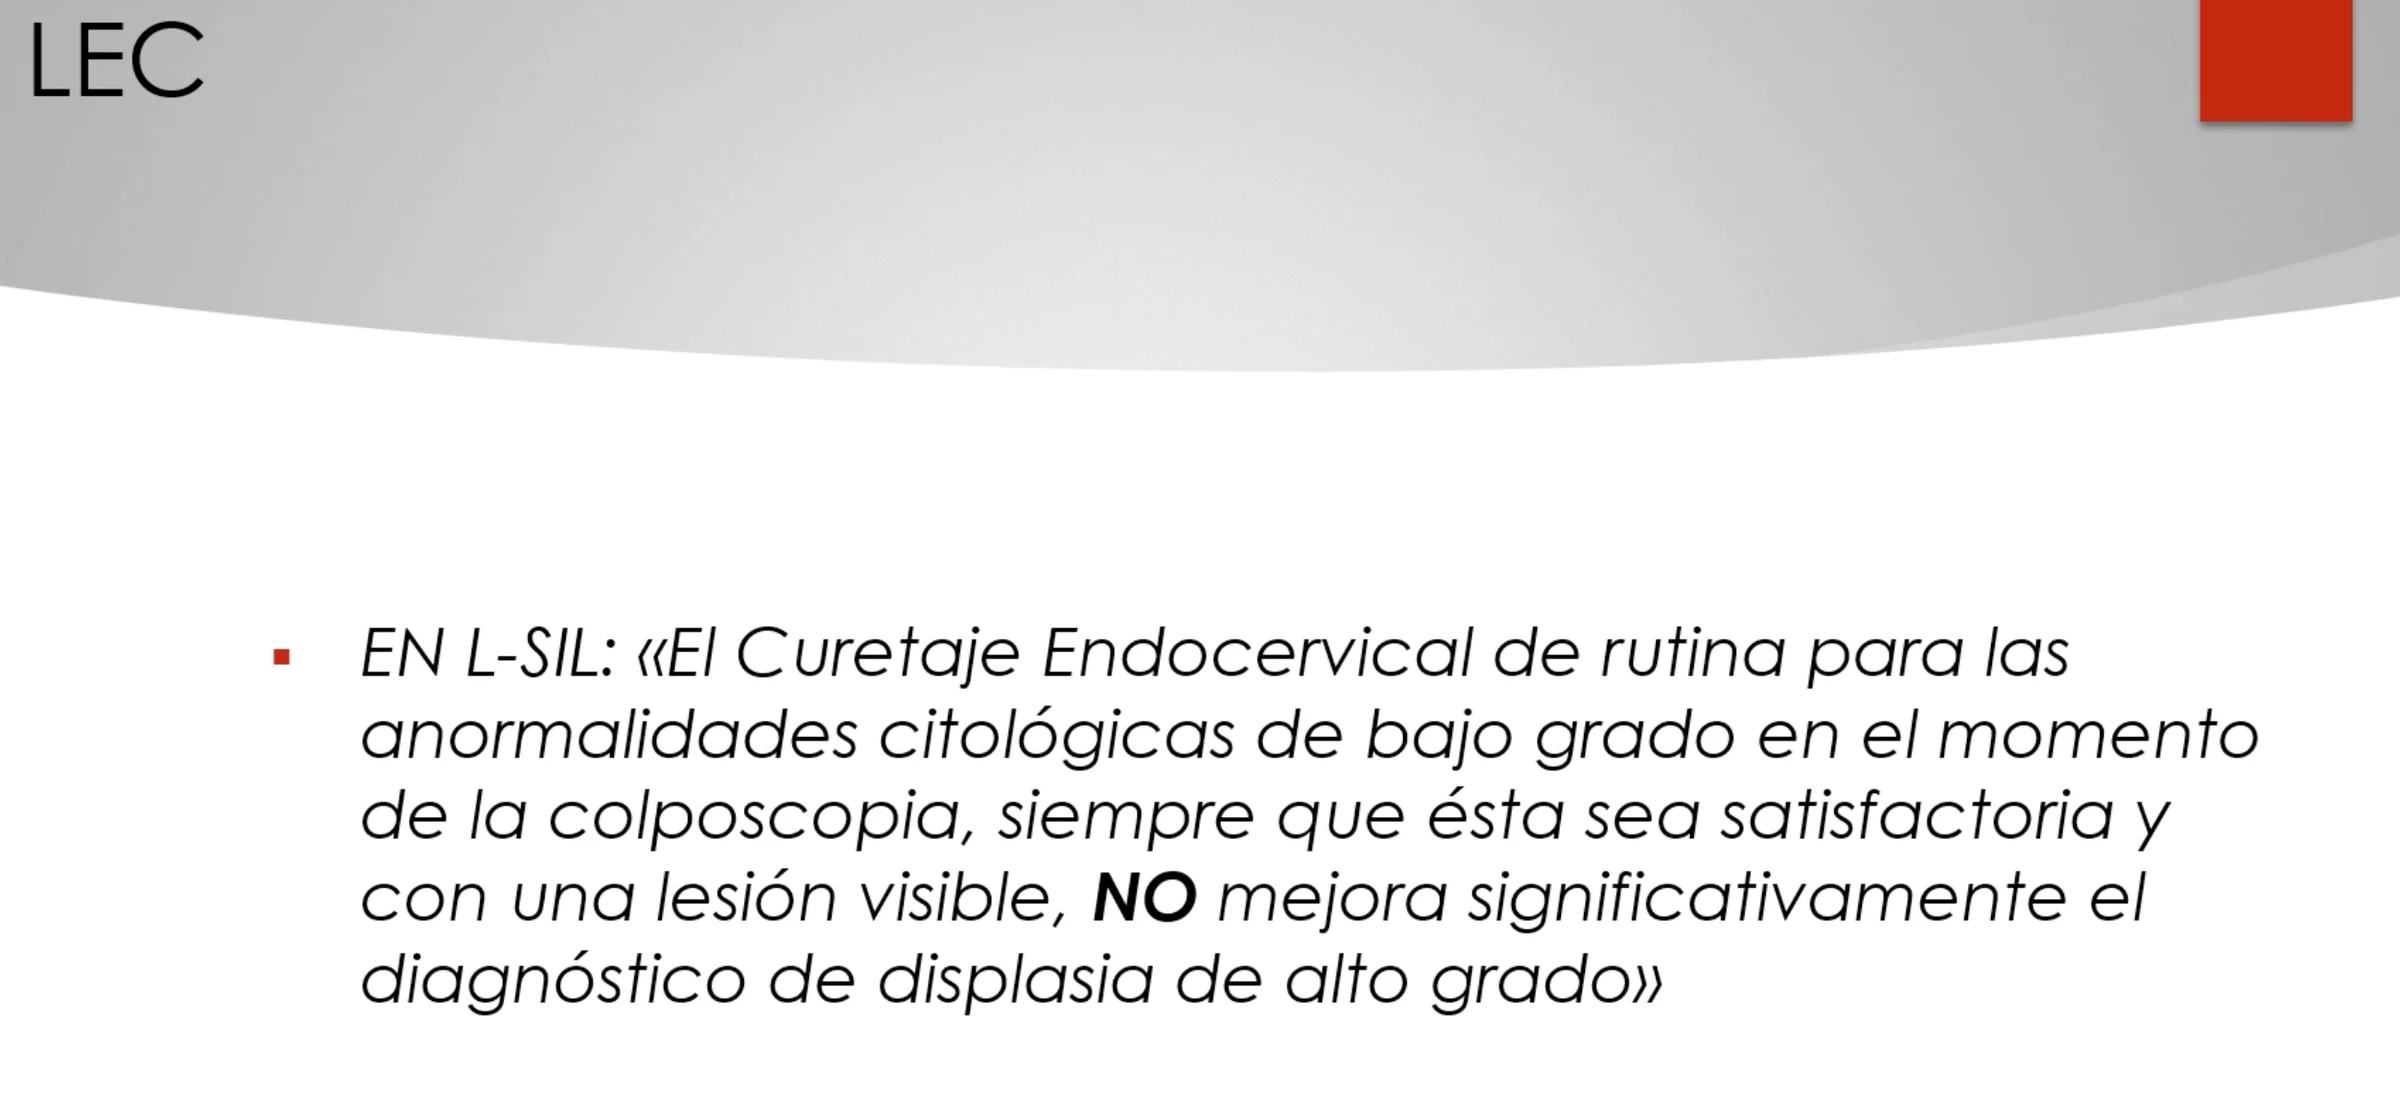 LEC
EN L-SIL: «El Curetaje Endocervical de rutina para las
anormalidades citológicas de bajo grado en el momento
de la colposcopia, siempre que ésta sea satisfactoria y
con una lesión visible, NO mejora significativamente el
diagnóstico de displasia de alto grado»